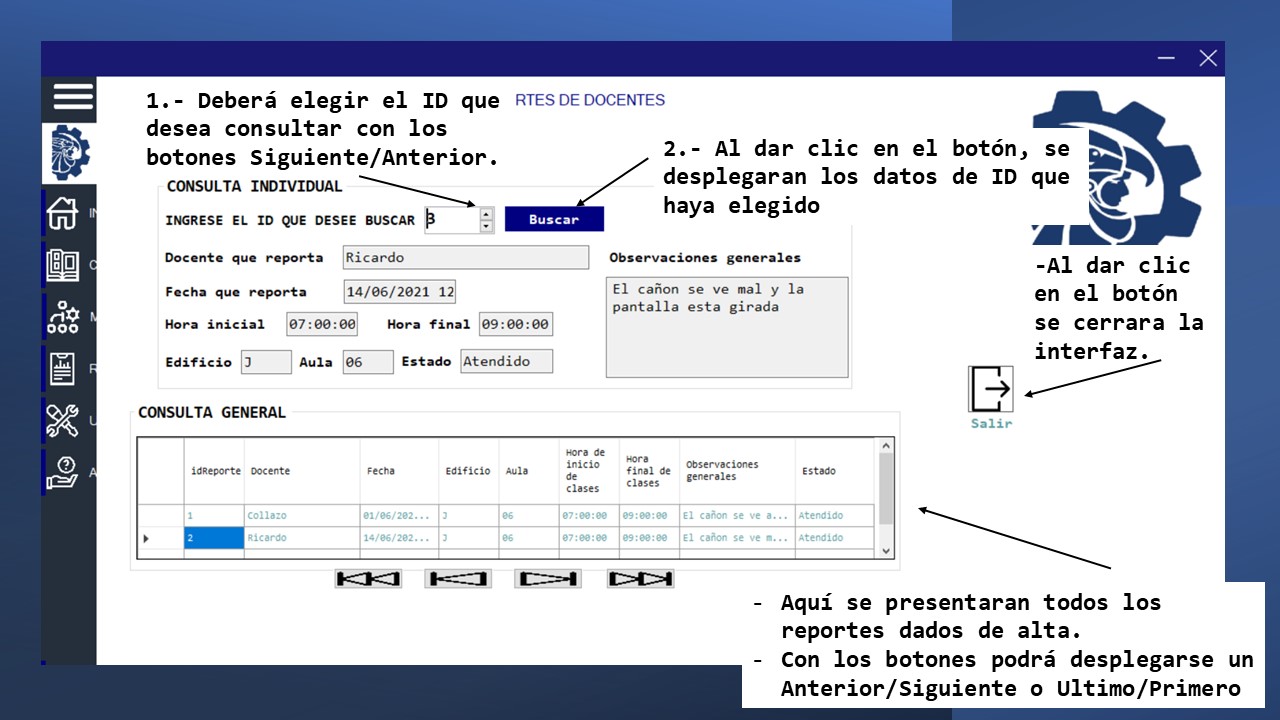 1.- Deberá elegir el ID que
desea consultar con los
botones Siguiente/Anterior.
RTES DE DOCENTES
2.- Al dar clic en el botón, se
desplegaran los datos de ID que
haya elegido
CONSULTA INDIVIDUAL
INGRESE EL ID QUE DESEE BUSCAR 3 Buscar
Docente que reporta Ricardo
Fecha que reporta 14/06/2021 12
Hora inicial 07:00:00 Hora final 09:00:00
Edificio J Aula 06 Estado Atendido
Observaciones generales
El cañon se ve mal y la
pantalla esta girada
-Al dar clic
en el botón
se cerrara la
interfaz.
Salir
CONSULTA GENERAL
idReporte Docente Fecha Edificio Aula Hora de inicio de clases Hora final de clases Observaciones generales Estado
1 Collazo 01/06/202... J 06 07:00:00 09:00:00 El cañon se ve a... Atendido
2 Ricardo 14/06/202... J 06 07:00:00 09:00:00 El cañon se ve m... Atendido
- Aquí se presentaran todos los
reportes dados de alta.
- Con los botones podrá desplegarse un
Anterior/Siguiente o Ultimo/Primero